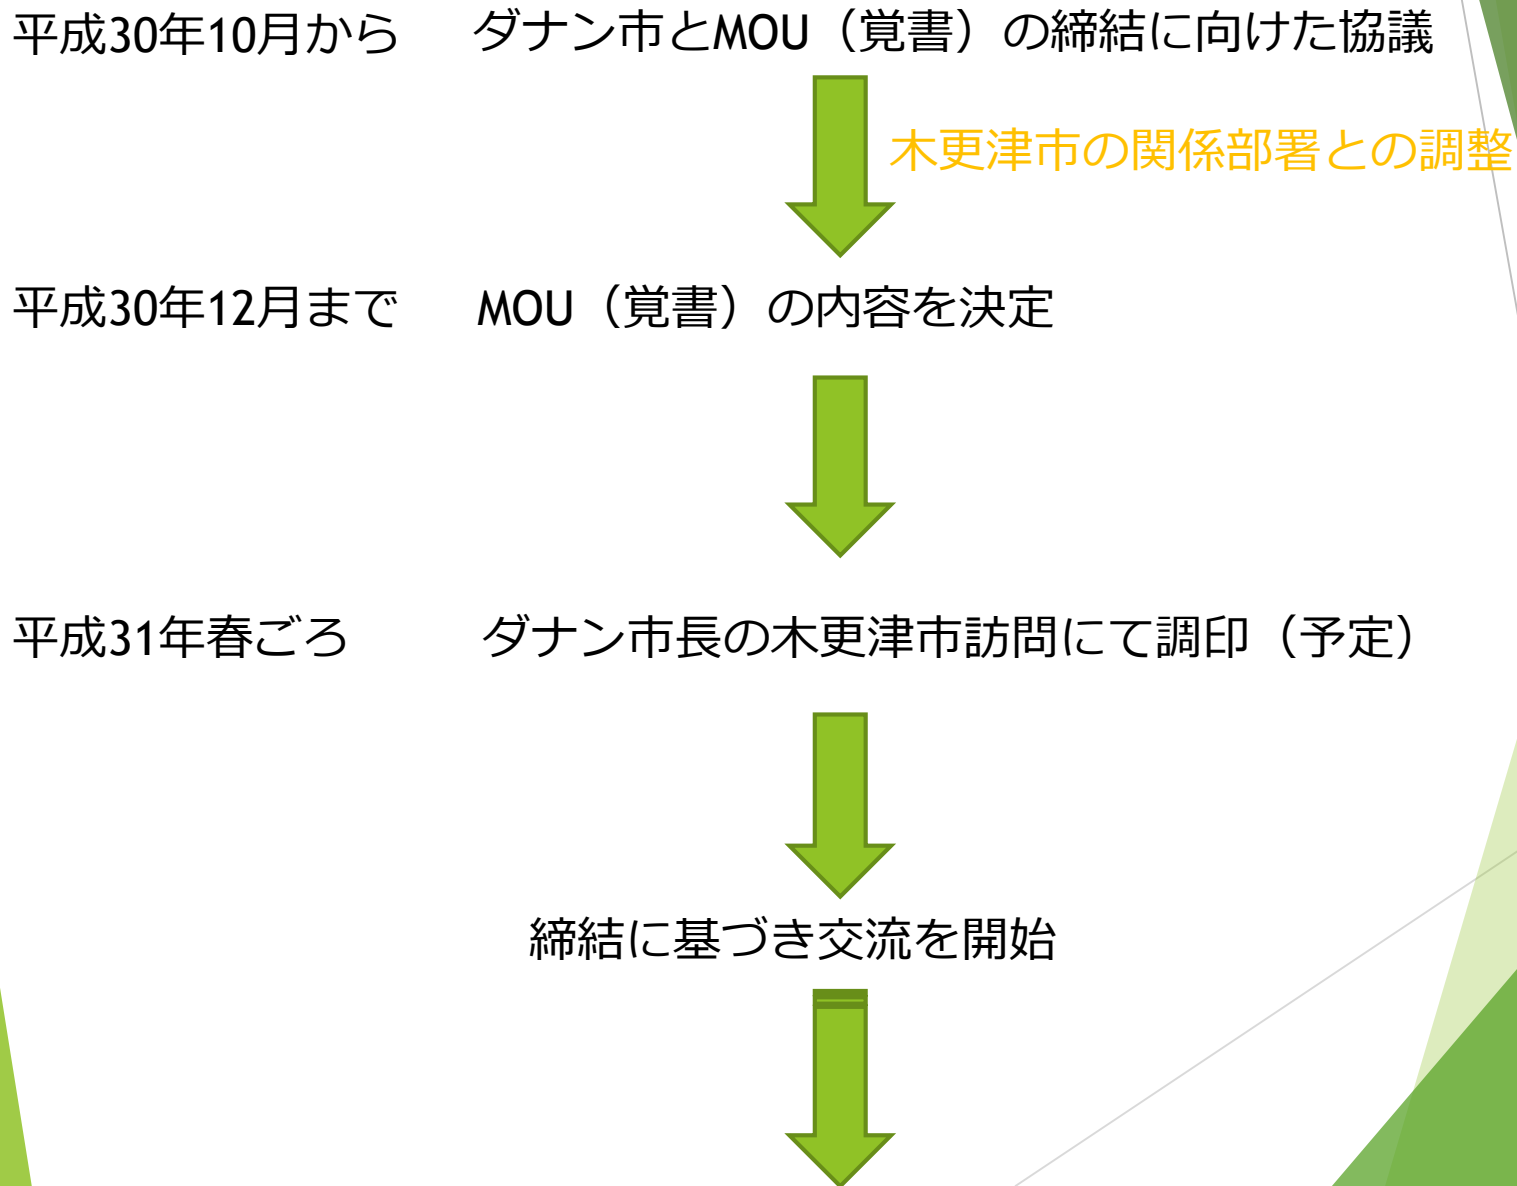 平成30年10月から　ダナン市とMOU（覚書）の締結に向けた協議
木更津市の関係部署との調整
平成30年12月まで　MOU（覚書）の内容を決定
平成31年春ごろ　ダナン市長の木更津市訪問にて調印（予定）
締結に基づき交流を開始